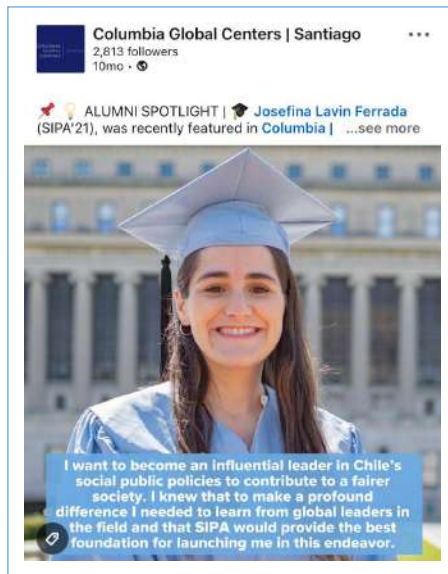 Columbia Global Centers | Santiago
2,813 followers
10mo •
ALUMNI SPOTLIGHT | Josefina Lavin Ferrada
(SIPA'21), was recently featured in Columbia | ...see more
I want to become an influential leader in Chile's
social public policies to contribute to a fairer
society. I knew that to make a profound
difference I needed to learn from global leaders in
the field and that SIPA would provide the best
foundation for launching me in this endeavor.